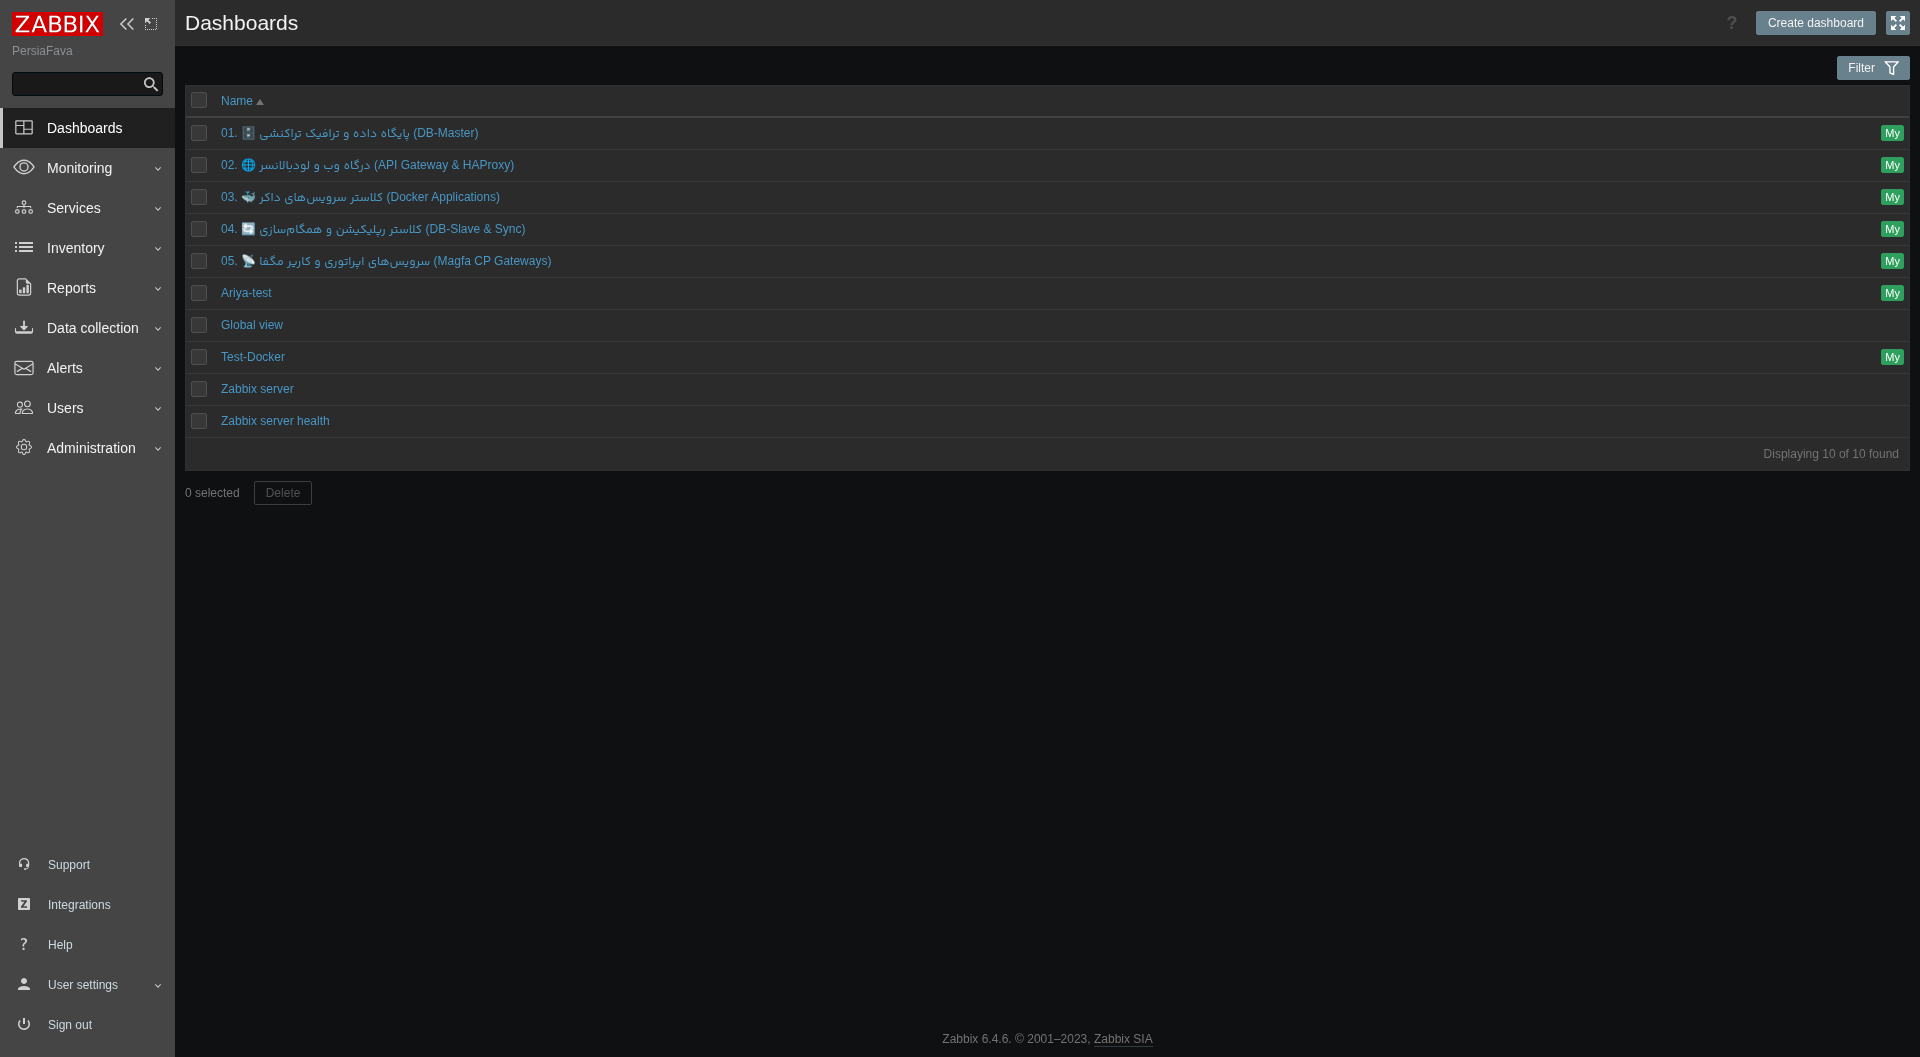 ZABBIX
PersiaFava
Dashboards
Monitoring
Services
Inventory
Reports
Data collection
Alerts
Users
Administration
Support
Integrations
Help
User settings
Sign out
Dashboards
? Create dashboard
Filter
Name
01. 🗄️ پایگاه داده و ترافیک تراکنشی (DB-Master) My
02. 🌐 درگاه وب و لودبالانسر (API Gateway & HAProxy) My
03. 🐳 کلاستر سرویس‌های داکر (Docker Applications) My
04. 🔄 کلاستر رپلیکیشن و همگام‌سازی (DB-Slave & Sync) My
05. 📡 سرویس‌های اپراتوری و کاریر مگفا (Magfa CP Gateways) My
Ariya-test My
Global view
Test-Docker My
Zabbix server
Zabbix server health
Displaying 10 of 10 found
0 selected Delete
Zabbix 6.4.6. © 2001–2023, Zabbix SIA